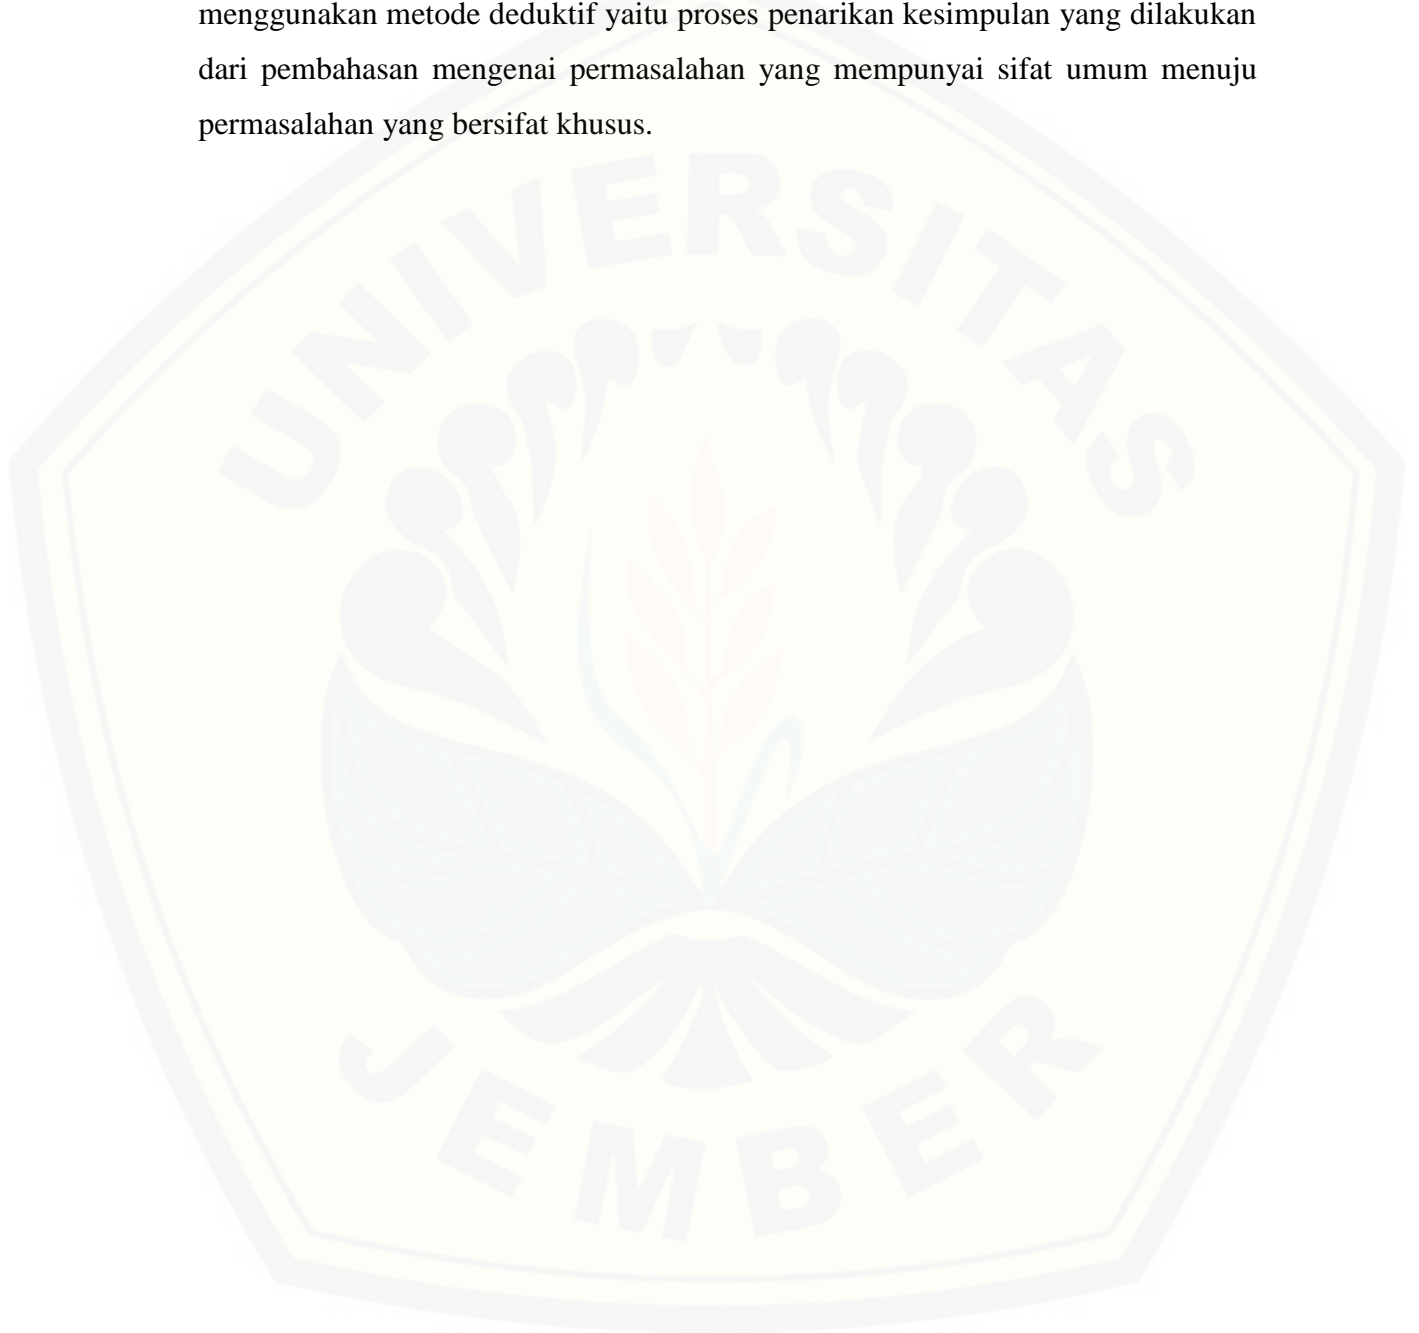 menggunakan metode deduktif yaitu proses penarikan kesimpulan yang dilakukan
dari pembahasan mengenai permasalahan yang mempunyai sifat umum menuju
permasalahan yang bersifat khusus.
UNIVERSITAS
JEMBER